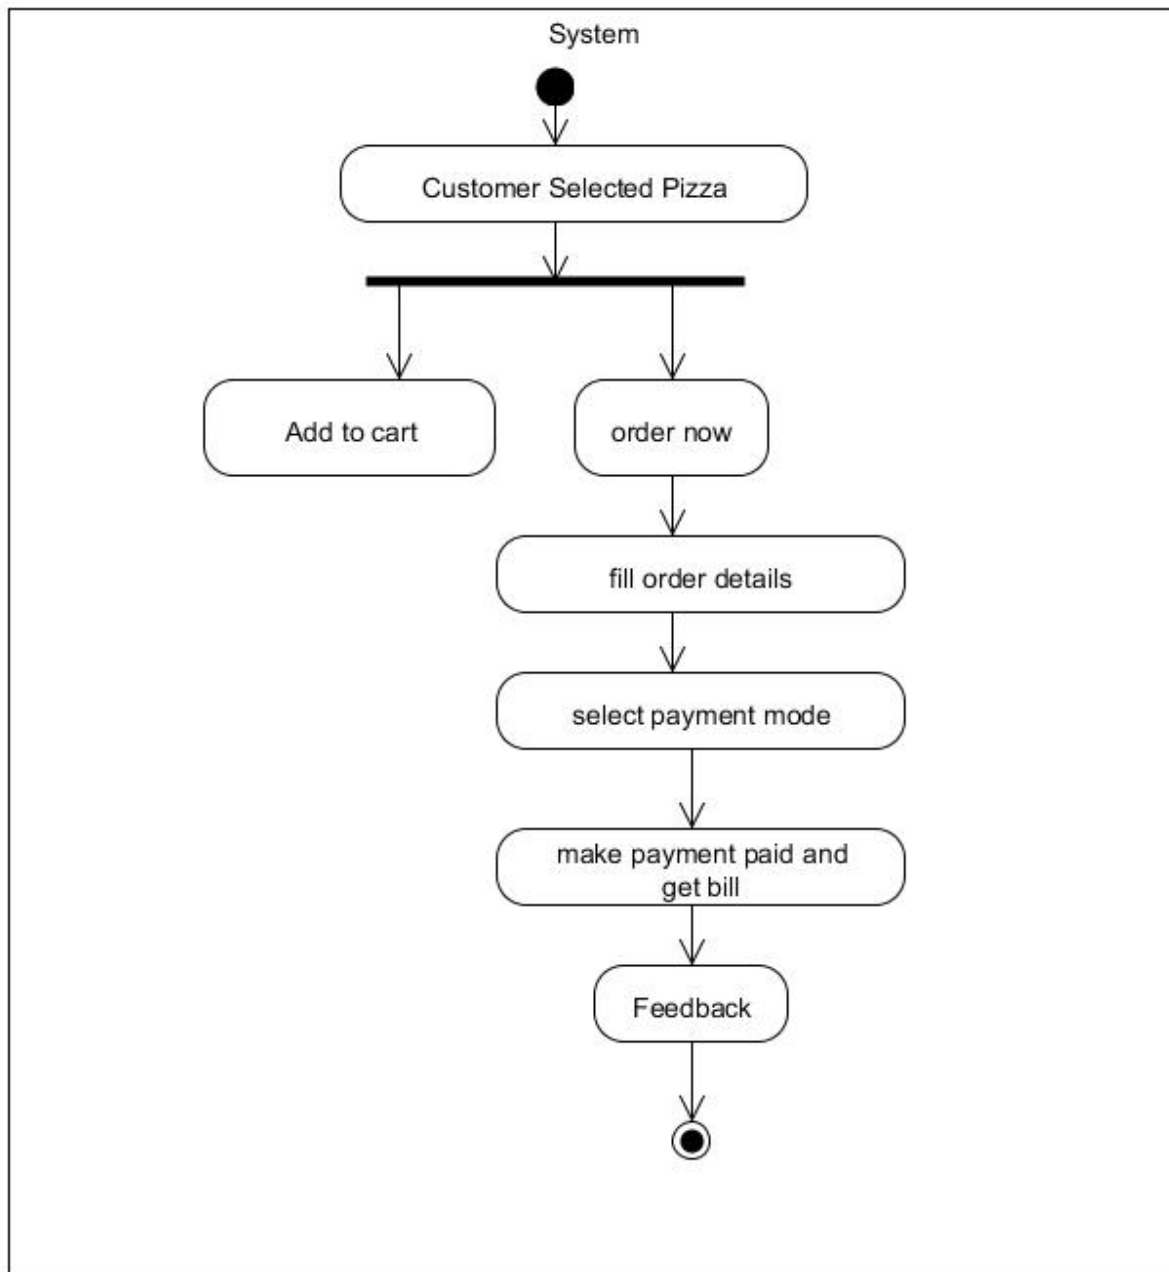 System
Customer Selected Pizza
Add to cart
order now
fill order details
select payment mode
make payment paid and
get bill
Feedback